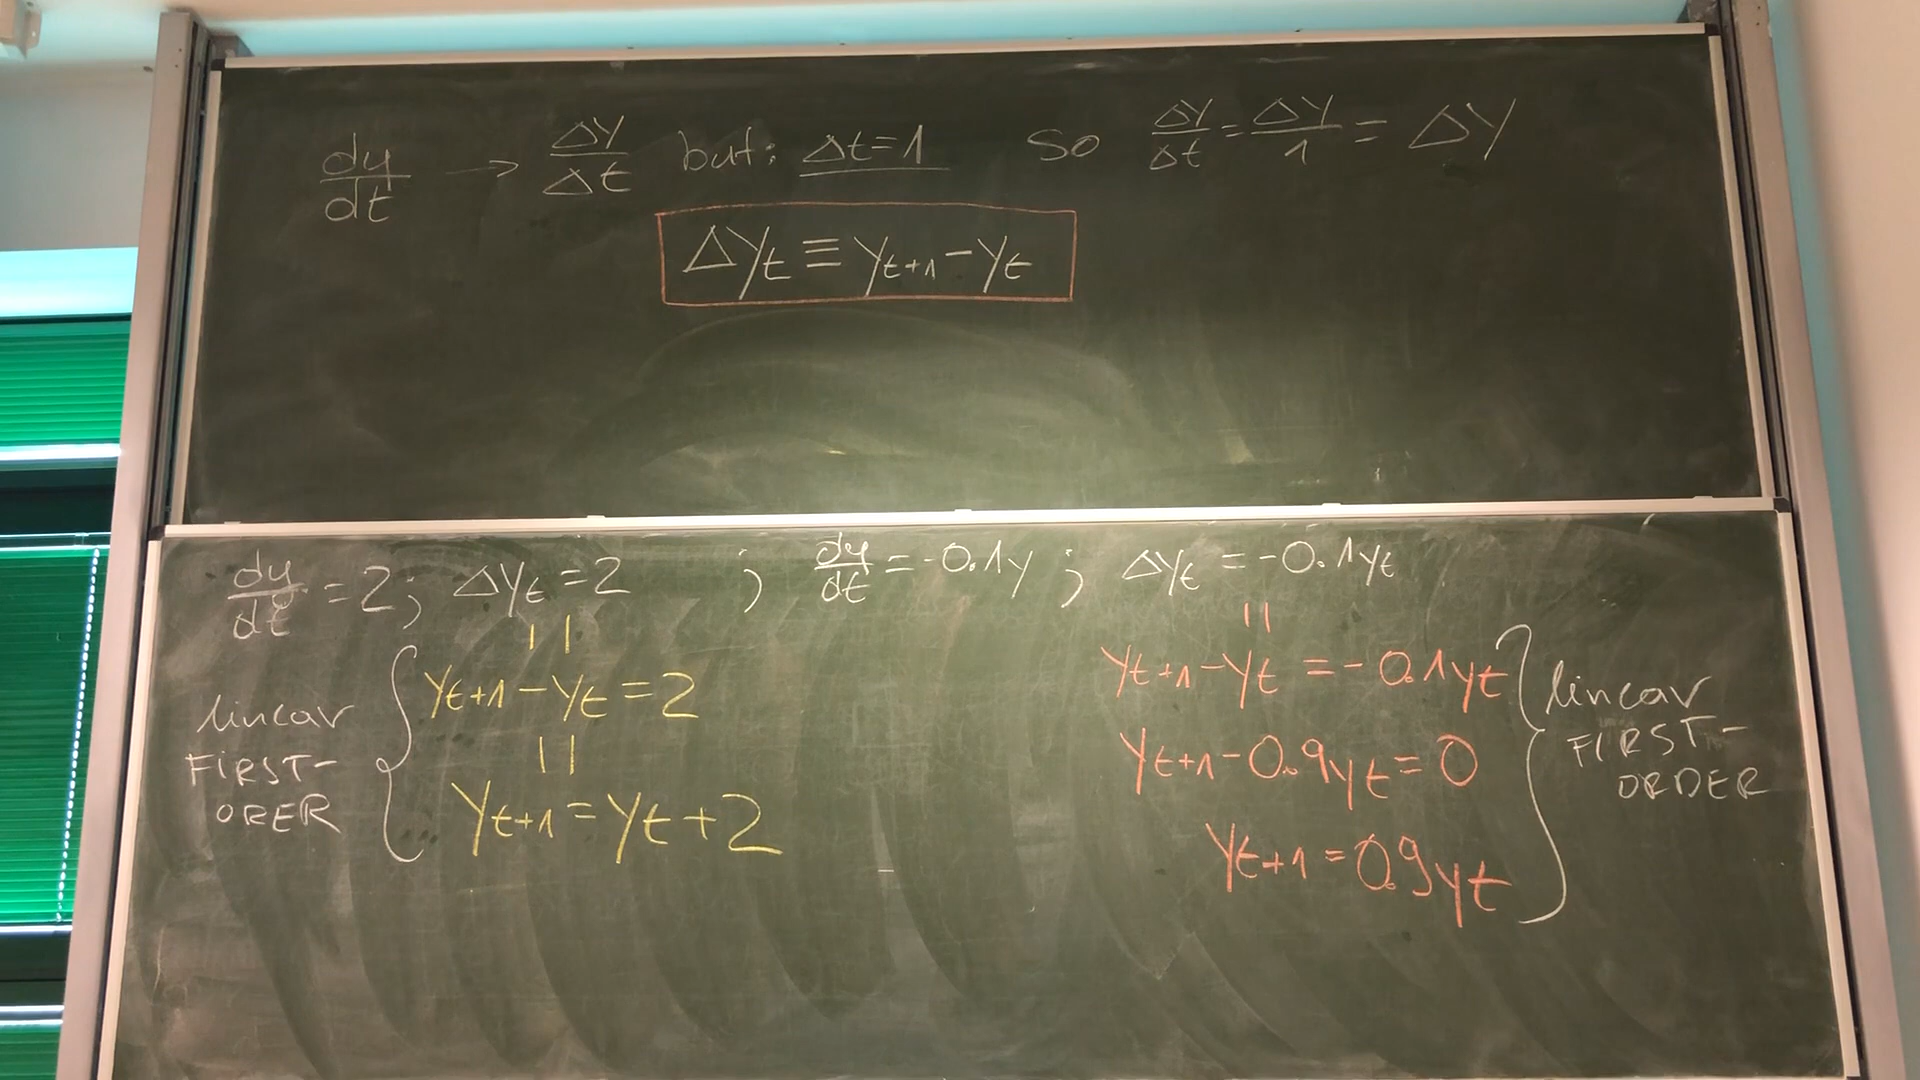 dy/dt → ΔY/Δt but: Δt=1 So ΔY/Δt = ΔY/1 = ΔY
Δyt ≡ yt+1 − yt
dy/dt = 2; Δyt = 2 ; dy/dt = -0.1y ; Δyt = -0.1yt
||
||
yt+1 − yt = 2
||
yt+1 = yt + 2
linear
FIRST-
ORER
yt+1 − yt = -0.1yt
yt+1 − 0.9yt = 0
yt+1 = 0.9yt
linear
FIRST-
ORDER